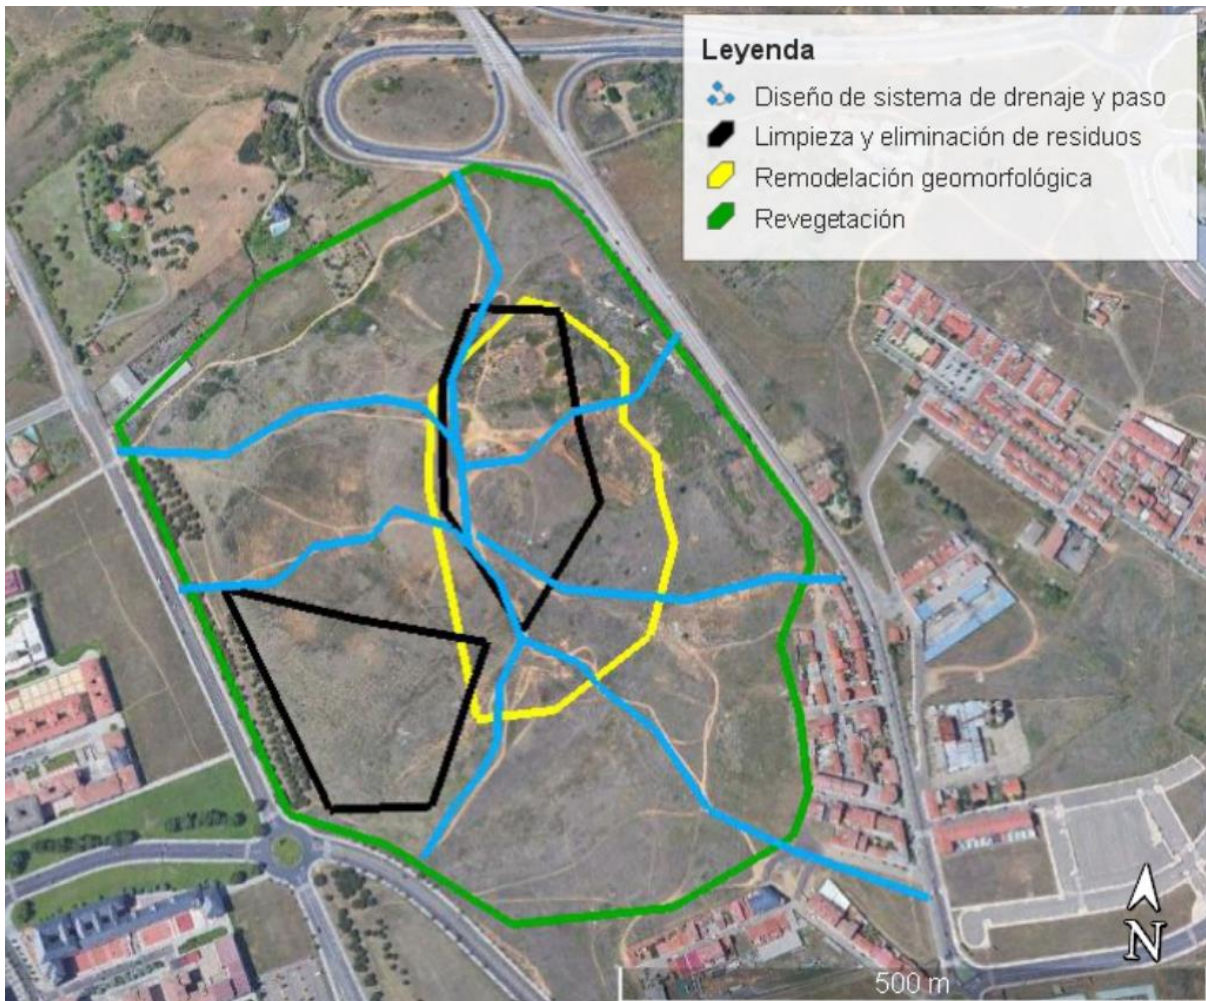 Leyenda
Diseño de sistema de drenaje y paso
Limpieza y eliminación de residuos
Remodelación geomorfológica
Revegetación
N
500 m